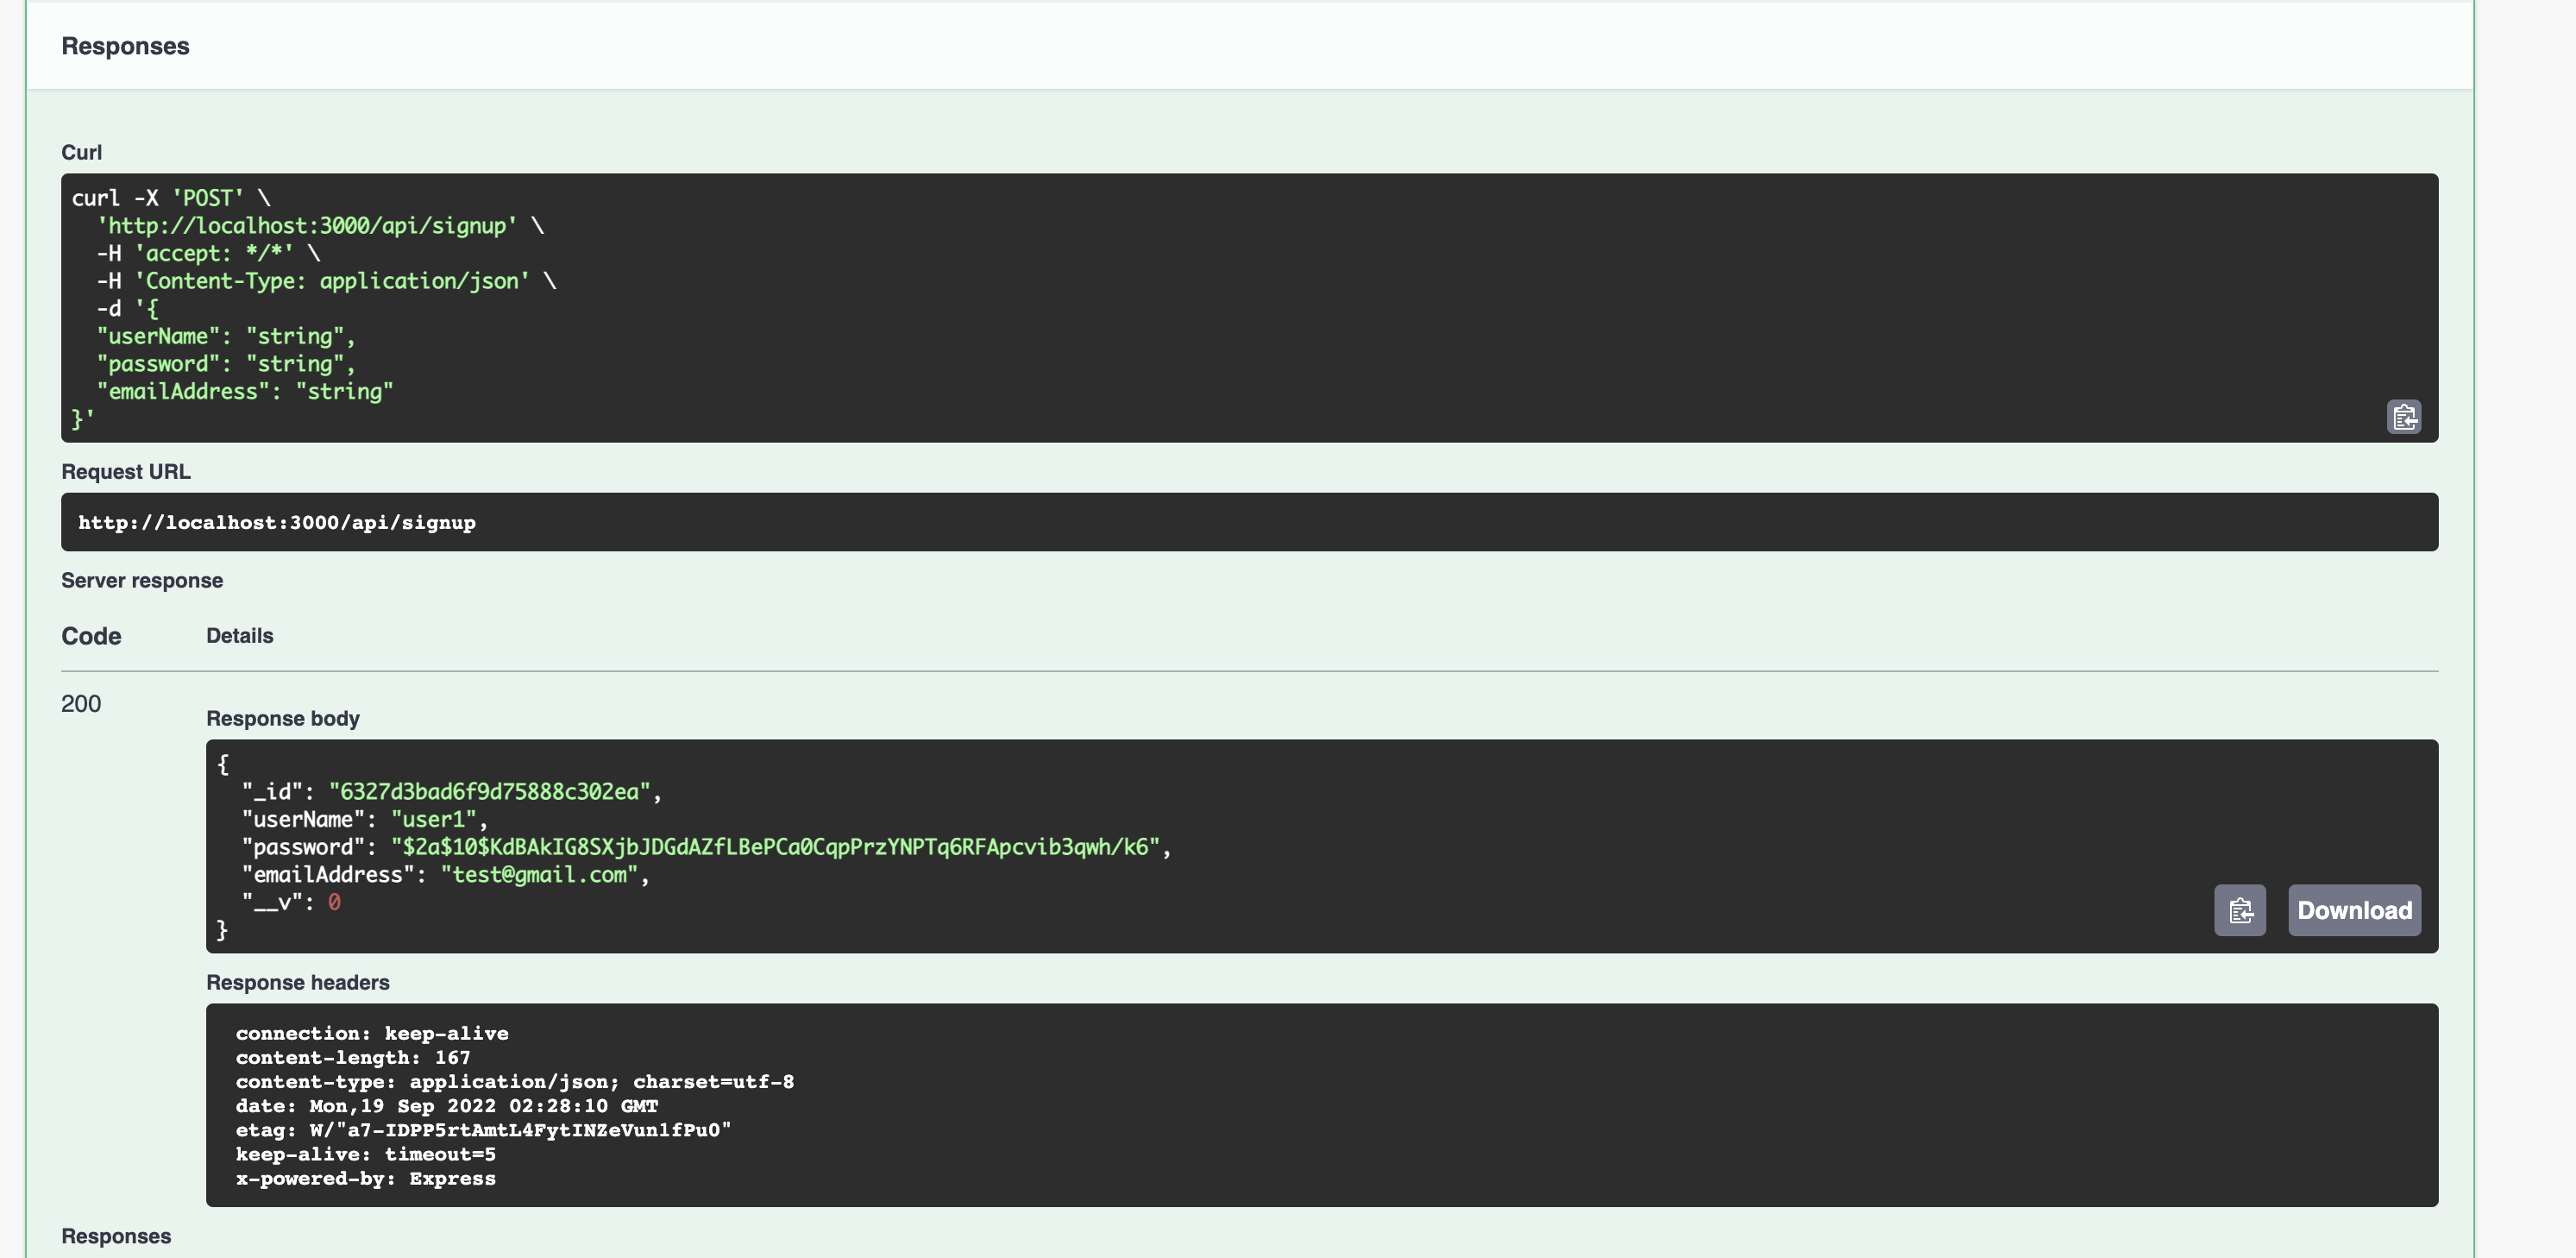 Responses
Curl
curl -X 'POST' \
  'http://localhost:3000/api/signup' \
  -H 'accept: */*' \
  -H 'Content-Type: application/json' \
  -d '{
  "userName": "string",
  "password": "string",
  "emailAddress": "string"
}'
Request URL
http://localhost:3000/api/signup
Server response
Code Details
200
Response body
{
  "_id": "6327d3bad6f9d75888c302ea",
  "userName": "user1",
  "password": "$2a$10$KdBAkIG8SXjbJDGdAZfLBePCa0CqpPrzYNPTq6RFApcvib3qwh/k6",
  "emailAddress": "test@gmail.com",
  "__v": 0
}
Download
Response headers
connection: keep-alive
content-length: 167
content-type: application/json; charset=utf-8
date: Mon,19 Sep 2022 02:28:10 GMT
etag: W/"a7-IDPP5rtAmtL4FytINZeVun1fPu0"
keep-alive: timeout=5
x-powered-by: Express
Responses